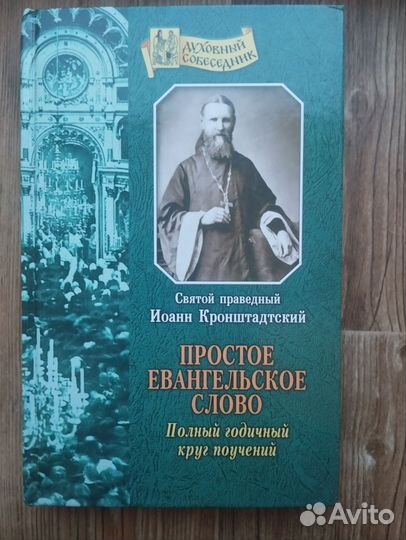 ДУХОВНЫЙ
СОБЕСЕДНИК
Святой праведный
Иоанн Кронштадтский
ПРОСТОЕ
ЕВАНГЕЛЬСКОЕ
СЛОВО
Полный годичный
круг поучений
Avito